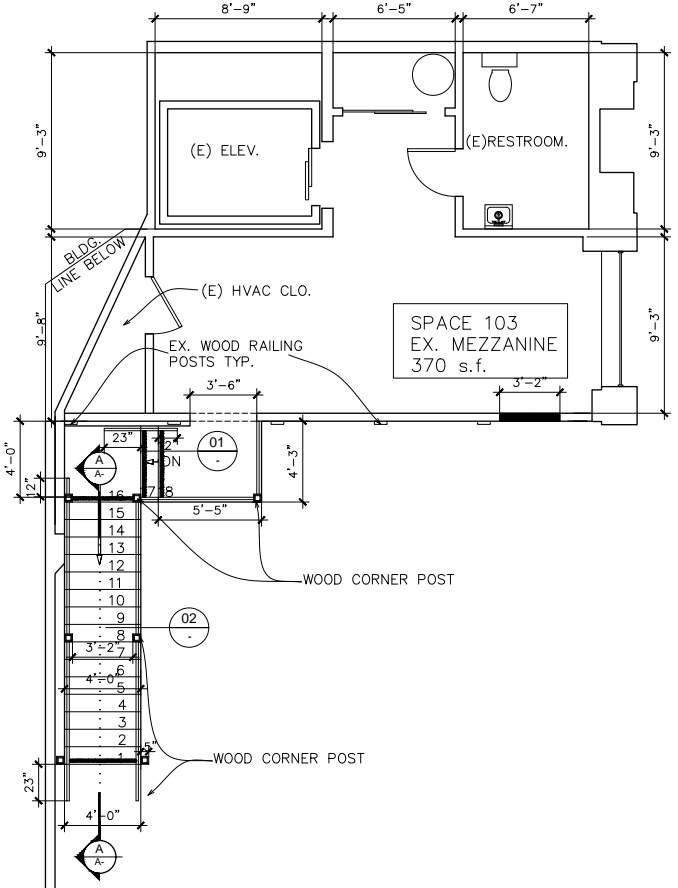 8'-9"
6'-5"
6'-7"
9'-3"
(E) ELEV.
(E)RESTROOM.
9'-3"
BLDG.
LINE BELOW
(E) HVAC CLO.
9'-8"
SPACE 103
EX. MEZZANINE
370 s.f.
9'-3"
EX. WOOD RAILING
POSTS TYP.
3'-6"
3'-2"
4'-0"
23"
01
-
A
A-
DN
4'-3"
12"
16
17
18
5'-5"
15
14
13
12
WOOD CORNER POST
11
10
9
02
-
8
3'-2"
7
6
4'-0"
5
4
3
2
5"
1
WOOD CORNER POST
23"
4'-0"
A
A-